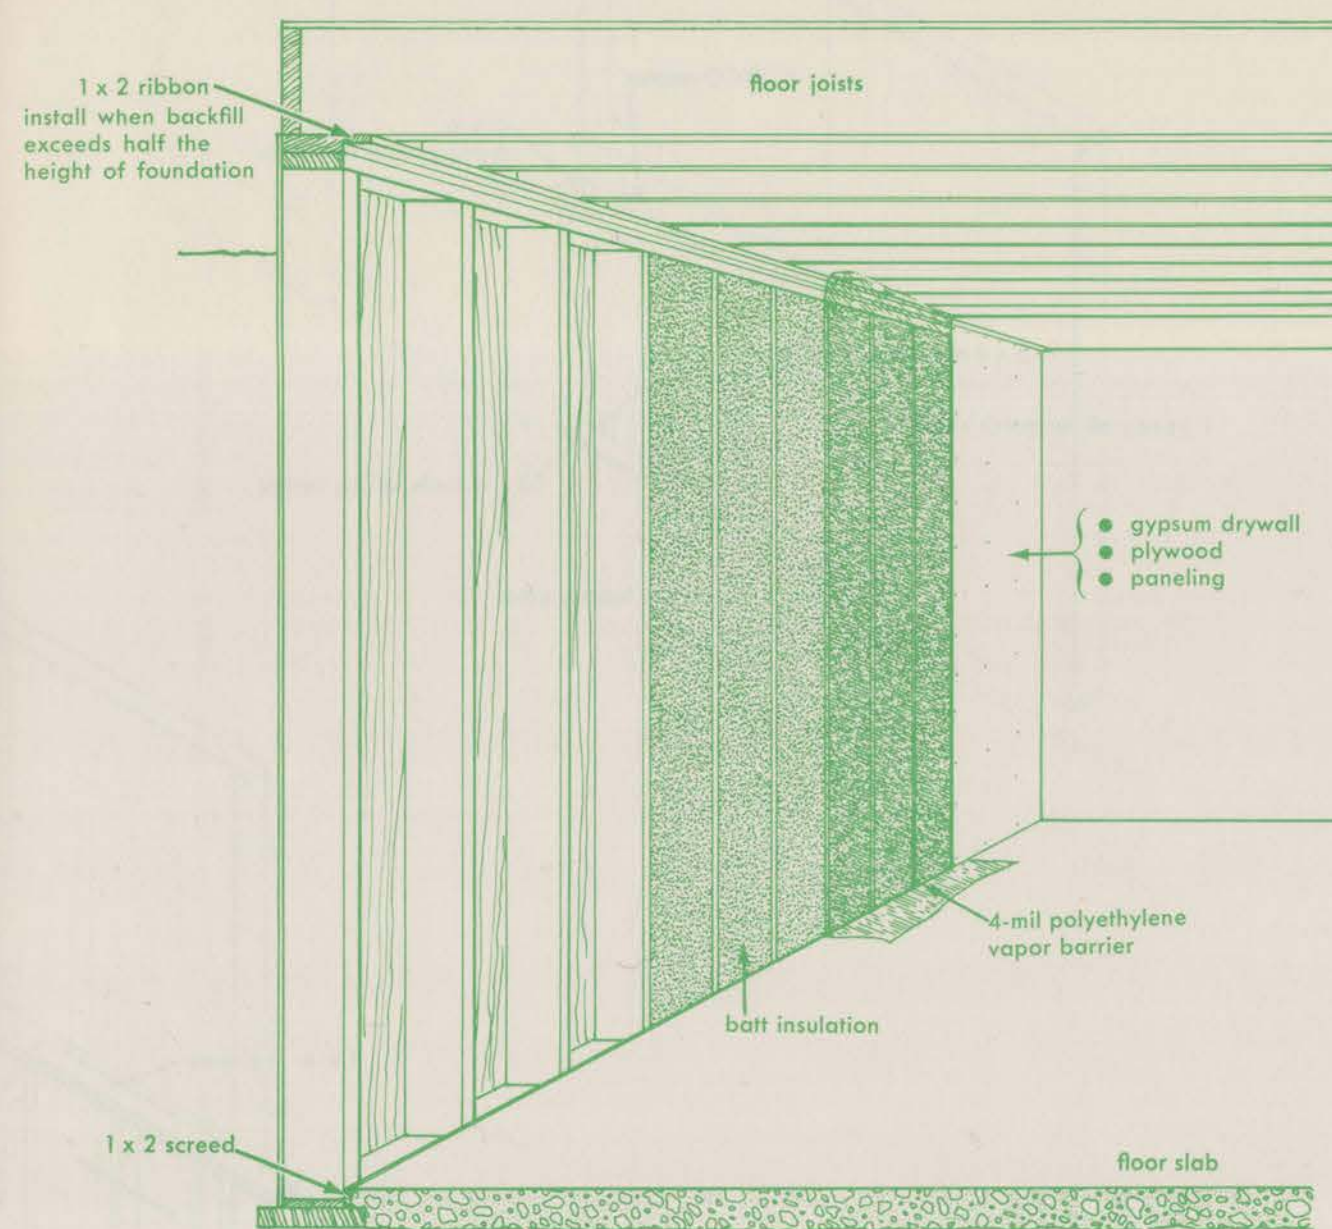 floor joists
1 x 2 ribbon
install when backfill
exceeds half the
height of foundation
● gypsum drywall
● plywood
● paneling
4-mil polyethylene
vapor barrier
batt insulation
1 x 2 screed
floor slab